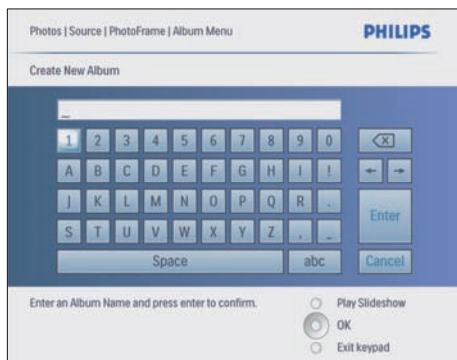 Photos | Source | PhotoFrame | Album Menu PHILIPS
Create New Album
_
1 2 3 4 5 6 7 8 9 0
A B C D E F G H I !
J K L M N O P Q R .
Enter
S T U V W X Y Z , _
Space abc Cancel
Enter an Album Name and press enter to confirm.
Play Slideshow
OK
Exit keypad